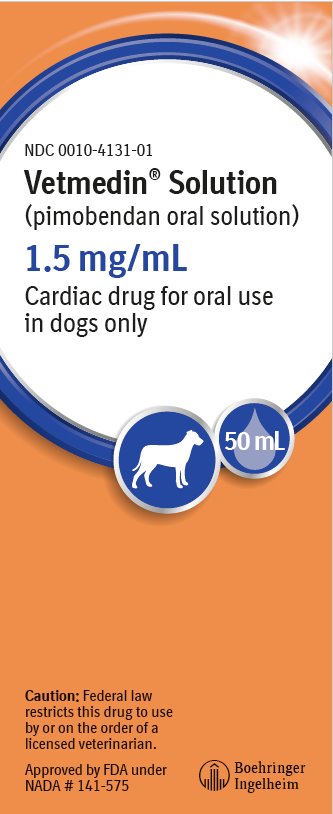 NDC 0010-4131-01
Vetmedin® Solution
(pimobendan oral solution)
1.5 mg/mL
Cardiac drug for oral use
in dogs only
50 mL
Caution: Federal law
restricts this drug to use
by or on the order of a
licensed veterinarian.
Approved by FDA under
NADA # 141-575
Boehringer
Ingelheim